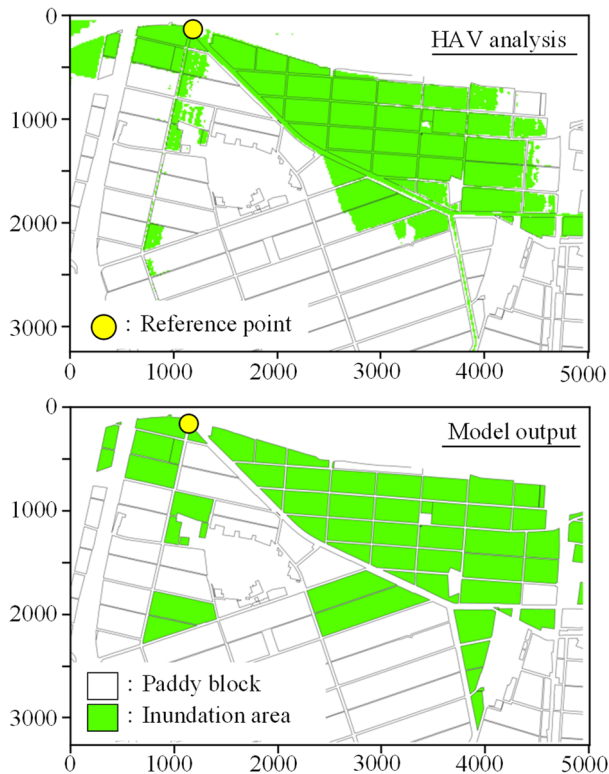 0
HAV analysis
1000
2000
3000
: Reference point
0 1000 2000 3000 4000 5000
0
Model output
1000
2000
: Paddy block
: Inundation area
3000
0 1000 2000 3000 4000 5000